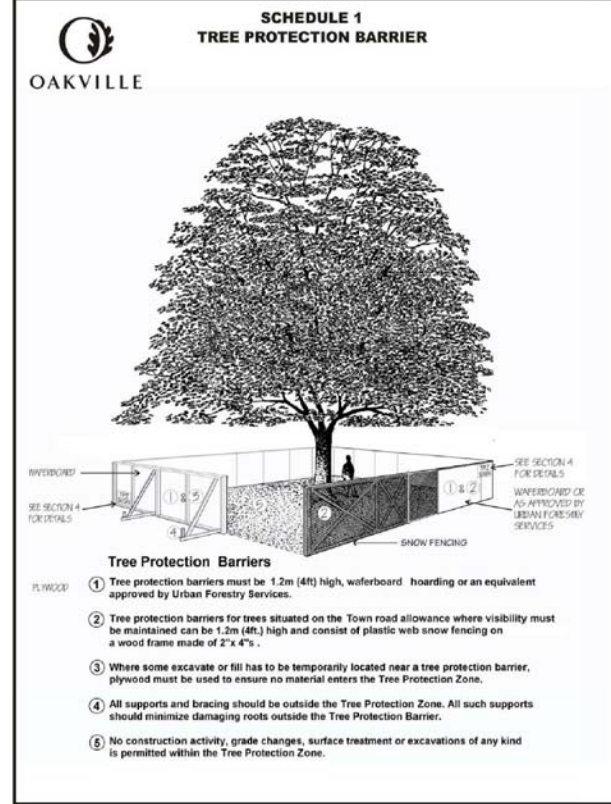 SCHEDULE 1
TREE PROTECTION BARRIER
OAKVILLE
WAFERBOARD
SEE SECTION 4
FOR DETAILS
1 & 3
4
5
2
1 & 2
SEE SECTION 4
FOR DETAILS
WAFERBOARD OR
AS APPROVED BY
URBAN FORESTRY
SERVICES
SNOW FENCING
Tree Protection Barriers
PLYWOOD
1 Tree protection barriers must be 1.2m (4ft) high, waferboard hoarding or an equivalent
approved by Urban Forestry Services.
2 Tree protection barriers for trees situated on the Town road allowance where visibility must
be maintained can be 1.2m (4ft.) high and consist of plastic web snow fencing on
a wood frame made of 2"x 4"s .
3 Where some excavate or fill has to be temporarily located near a tree protection barrier,
plywood must be used to ensure no material enters the Tree Protection Zone.
4 All supports and bracing should be outside the Tree Protection Zone. All such supports
should minimize damaging roots outside the Tree Protection Barrier.
5 No construction activity, grade changes, surface treatment or excavations of any kind
is permitted within the Tree Protection Zone.